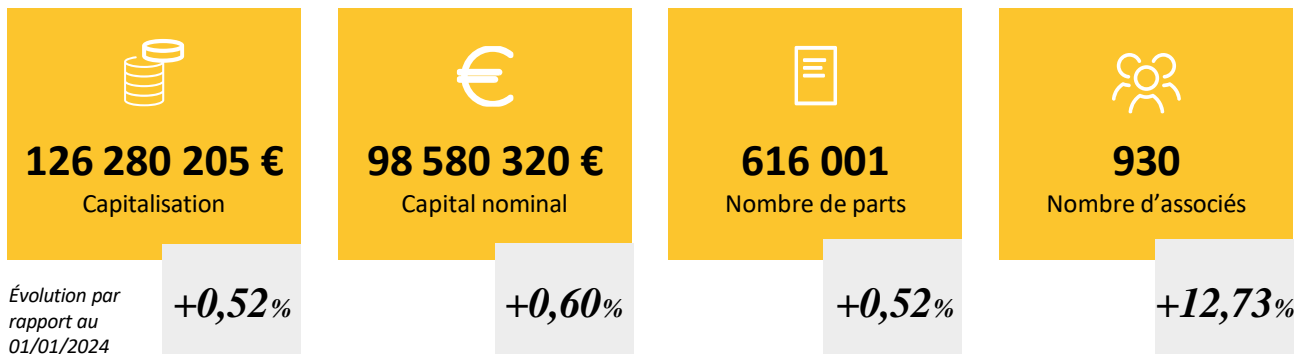 126 280 205 €
Capitalisation
98 580 320 €
Capital nominal
616 001
Nombre de parts
930
Nombre d’associés
Évolution par
rapport au
01/01/2024
+0,52%
+0,60%
+0,52%
+12,73%